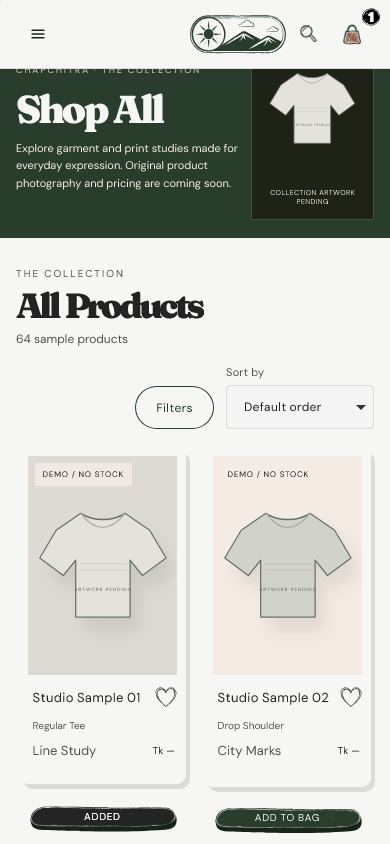 1
CHAPCHITRA · THE COLLECTION
Shop All
Explore garment and print studies made for
everyday expression. Original product
photography and pricing are coming soon.
ARTWORK PENDING
COLLECTION ARTWORK
PENDING
THE COLLECTION
All Products
64 sample products
Sort by
Filters
Default order
DEMO / NO STOCK
ARTWORK PENDING
Studio Sample 01
Regular Tee
Line Study
Tk —
ADDED
DEMO / NO STOCK
ARTWORK PENDING
Studio Sample 02
Drop Shoulder
City Marks
Tk —
ADD TO BAG